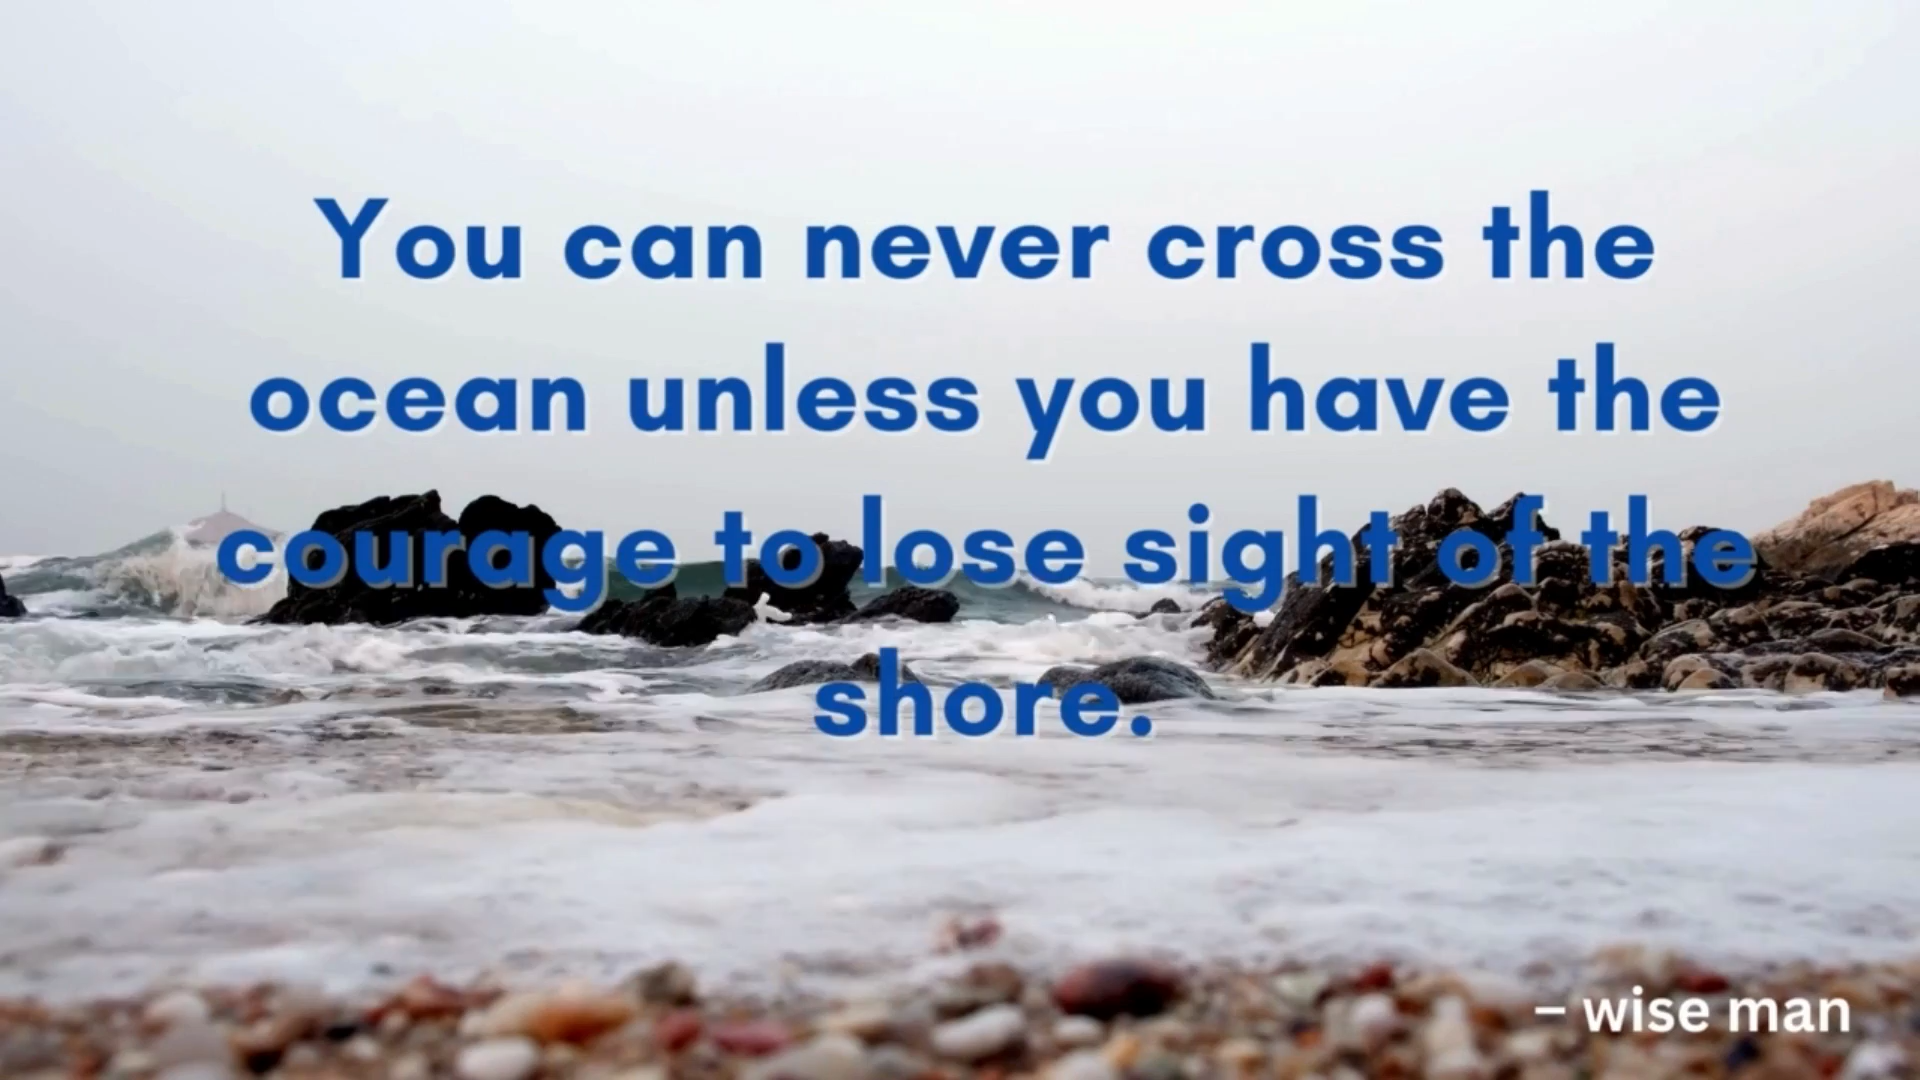 You can never cross the
ocean unless you have the
courage to lose sight of the
shore.
– wise man